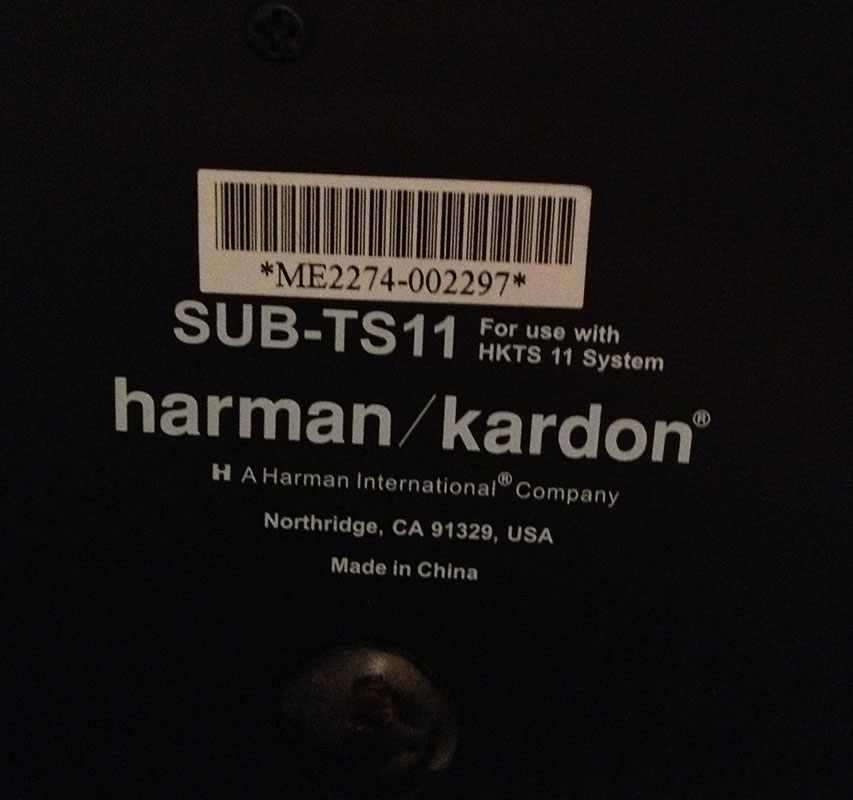 *ME2274-002297*
SUB-TS11 For use with
HKTS 11 System
harman/kardon®
H A Harman International® Company
Northridge, CA 91329, USA
Made in China